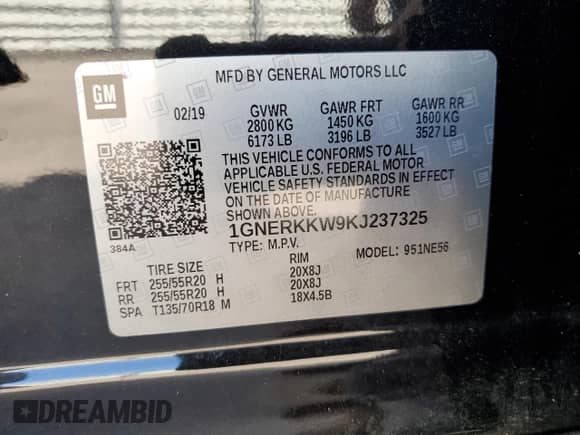 GM
MFD BY GENERAL MOTORS LLC
02/19 GVWR GAWR FRT GAWR RR
2800 KG 1450 KG 1600 KG
6173 LB 3196 LB 3527 LB
THIS VEHICLE CONFORMS TO ALL
APPLICABLE U.S. FEDERAL MOTOR
VEHICLE SAFETY STANDARDS IN EFFECT
ON THE DATE OF MANUFACTURE
SHOWN ABOVE.
384A
1GNERKKW9KJ237325
TYPE: M.P.V. MODEL: 951NE56
TIRE SIZE RIM
FRT 255/55R20 H 20X8J
RR 255/55R20 H 20X8J
SPA T135/70R18 M 18X4.5B
DREAMBID